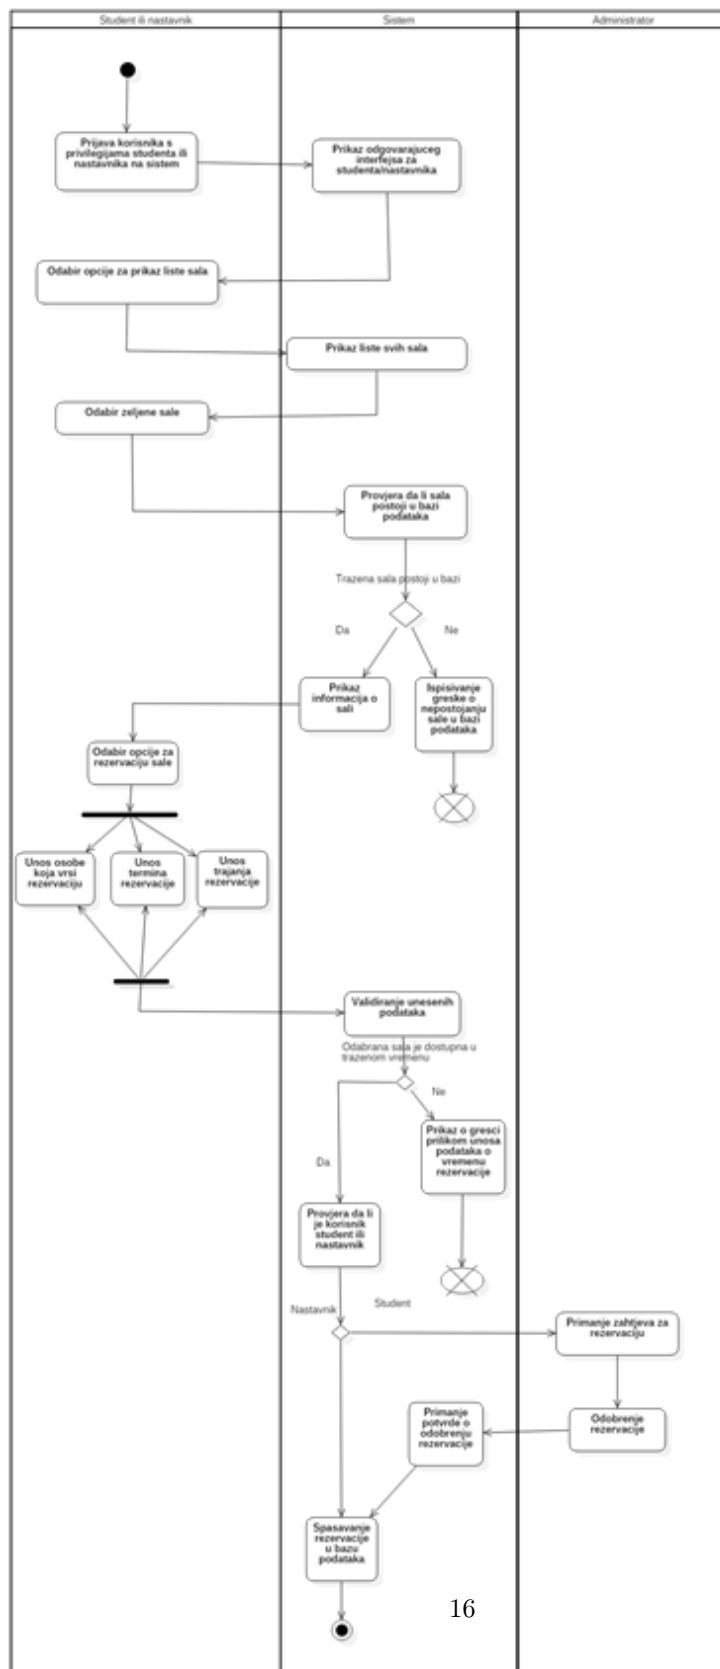 Student ili nastavnik
Sistem
Administrator
Prijava korisnika s
privilegijama studenta ili
nastavnika na sistem
Prikaz odgovarajuceg
interfejsa za
studenta/nastavnika
Odabir opcije za prikaz liste sala
Prikaz liste svih sala
Odabir zeljene sale
Provjera da li sala
postoji u bazi
podataka
Trazena sala postoji u bazi
Da
Ne
Prikaz
informacija o
sali
Ispisivanje
greske o
nepostojanju
sale u bazi
podataka
Odabir opcije za
rezervaciju sale
Unos osobe
koja vrsi
rezervaciju
Unos
termina
rezervacije
Unos
trajanja
rezervacije
Validiranje unesenih
podataka
Odabrana sala je dostupna u
trazenom vremenu
Ne
Da
Prikaz o gresci
prilikom unosa
podataka o
vremenu
rezervacije
Provjera da li
je korisnik
student ili
nastavnik
Nastavnik
Student
Primanje zahtjeva za
rezervaciju
Primanje
potvrde o
odobrenju
rezervacije
Odobrenje
rezervacije
Spasavanje
rezervacije
u bazu
podataka
16